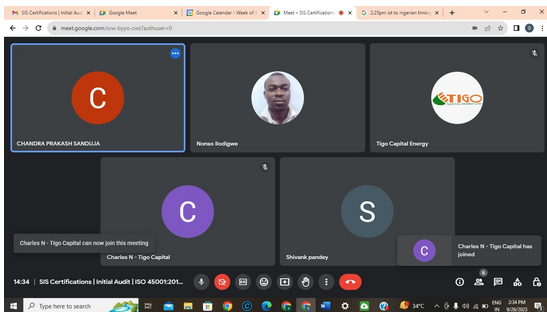 SIS Certifications | Initial Aud
Google Meet
Google Calendar - Week of
Meet – SIS Certifications
2:25pm ist to nigerian timing
meet.google.com/svw-byyo-cws?authuser=0
C
CHANDRA PRAKASH SANDUJA
Nonso Ilodigwe
TIGO
Tigo Capital Energy
C
Charles N - Tigo Capital can now join this meeting
Charles N - Tigo Capital
S
Shivank pandey
C
Charles N - Tigo Capital has
joined
14:34 | SIS Certifications | Initial Audit | ISO 45001:201...
6
Type here to search
34°C
ENG
IN
2:34 PM
9/26/2023